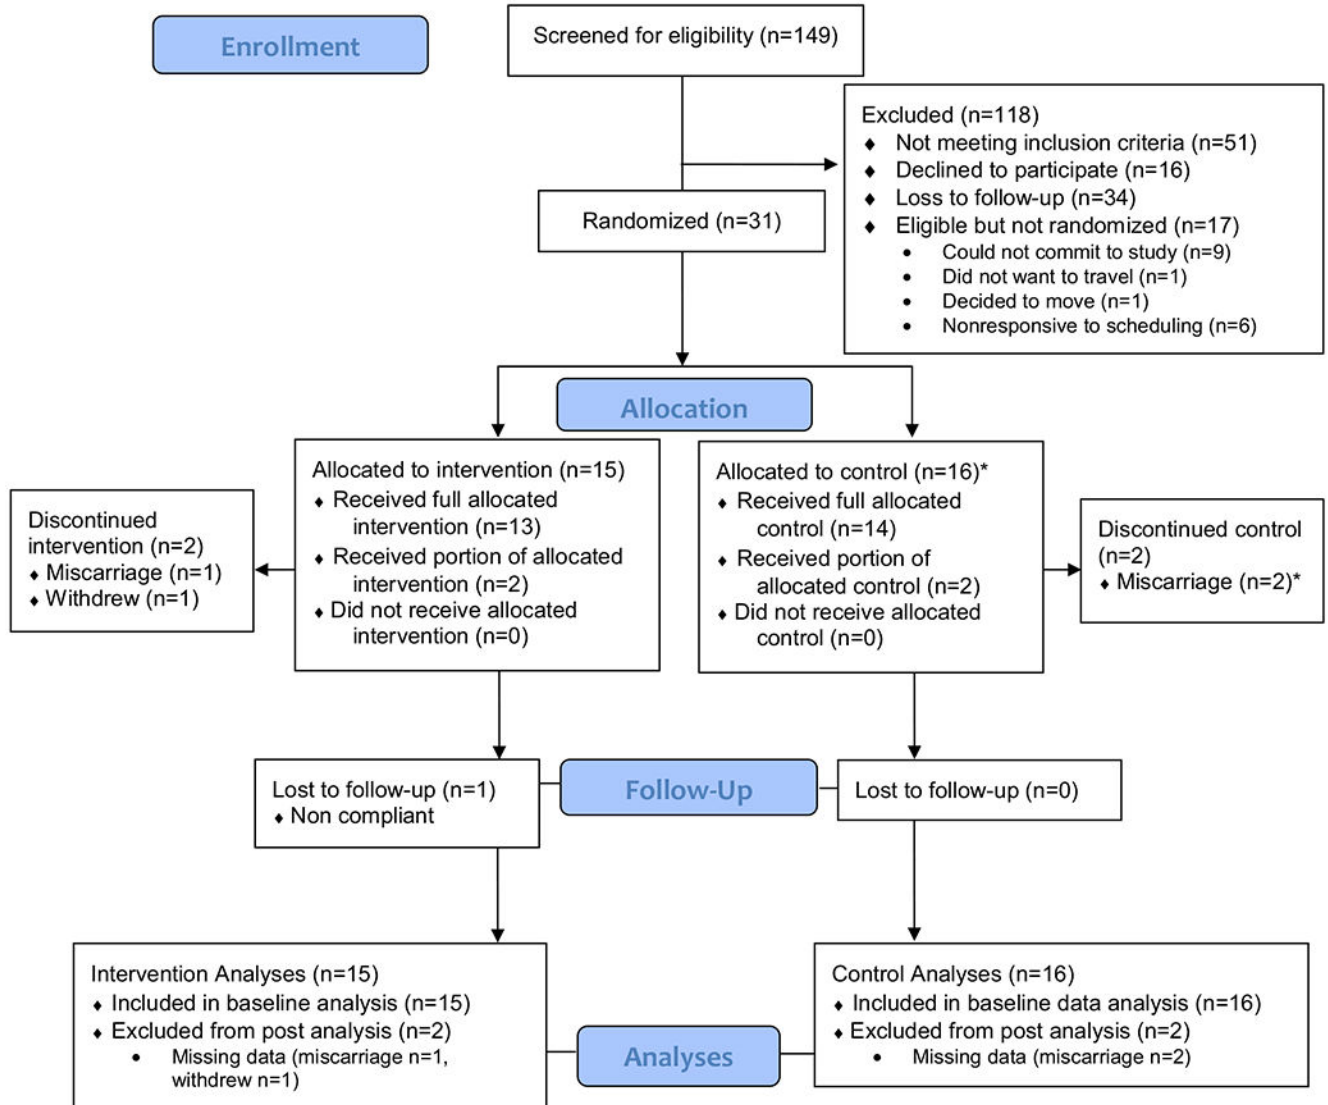 Enrollment
Screened for eligibility (n=149)
Excluded (n=118)
♦ Not meeting inclusion criteria (n=51)
♦ Declined to participate (n=16)
♦ Loss to follow-up (n=34)
♦ Eligible but not randomized (n=17)
• Could not commit to study (n=9)
• Did not want to travel (n=1)
• Decided to move (n=1)
• Nonresponsive to scheduling (n=6)
Randomized (n=31)
Allocation
Allocated to intervention (n=15)
♦ Received full allocated
intervention (n=13)
♦ Received portion of allocated
intervention (n=2)
♦ Did not receive allocated
intervention (n=0)
Discontinued
intervention (n=2)
♦ Miscarriage (n=1)
♦ Withdrew (n=1)
Allocated to control (n=16)*
♦ Received full allocated
control (n=14)
♦ Received portion of
allocated control (n=2)
♦ Did not receive allocated
control (n=0)
Discontinued control
(n=2)
♦ Miscarriage (n=2)*
Lost to follow-up (n=1)
♦ Non compliant
Follow-Up
Lost to follow-up (n=0)
Intervention Analyses (n=15)
♦ Included in baseline analysis (n=15)
♦ Excluded from post analysis (n=2)
• Missing data (miscarriage n=1,
withdrew n=1)
Analyses
Control Analyses (n=16)
♦ Included in baseline data analysis (n=16)
♦ Excluded from post analysis (n=2)
• Missing data (miscarriage n=2)